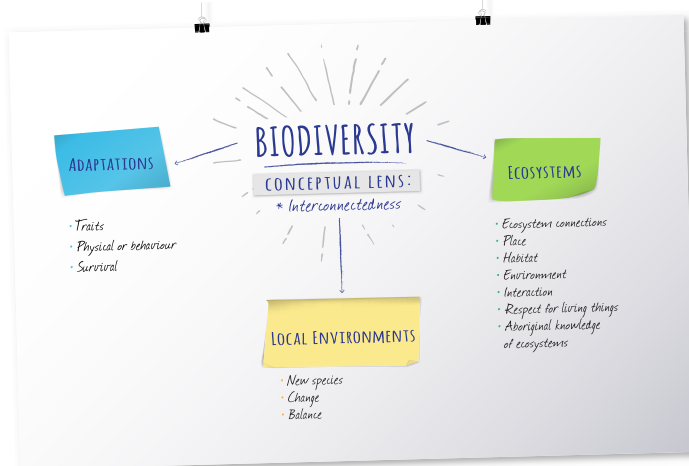 BIODIVERSITY
CONCEPTUAL LENS:
* Interconnectedness
ADAPTATIONS
• Traits
• Physical or behaviour
• Survival
LOCAL ENVIRONMENTS
• New species
• Change
• Balance
ECOSYSTEMS
• Ecosystem connections
• Place
• Habitat
• Environment
• Interaction
• Respect for living things
• Aboriginal knowledge
of ecosystems